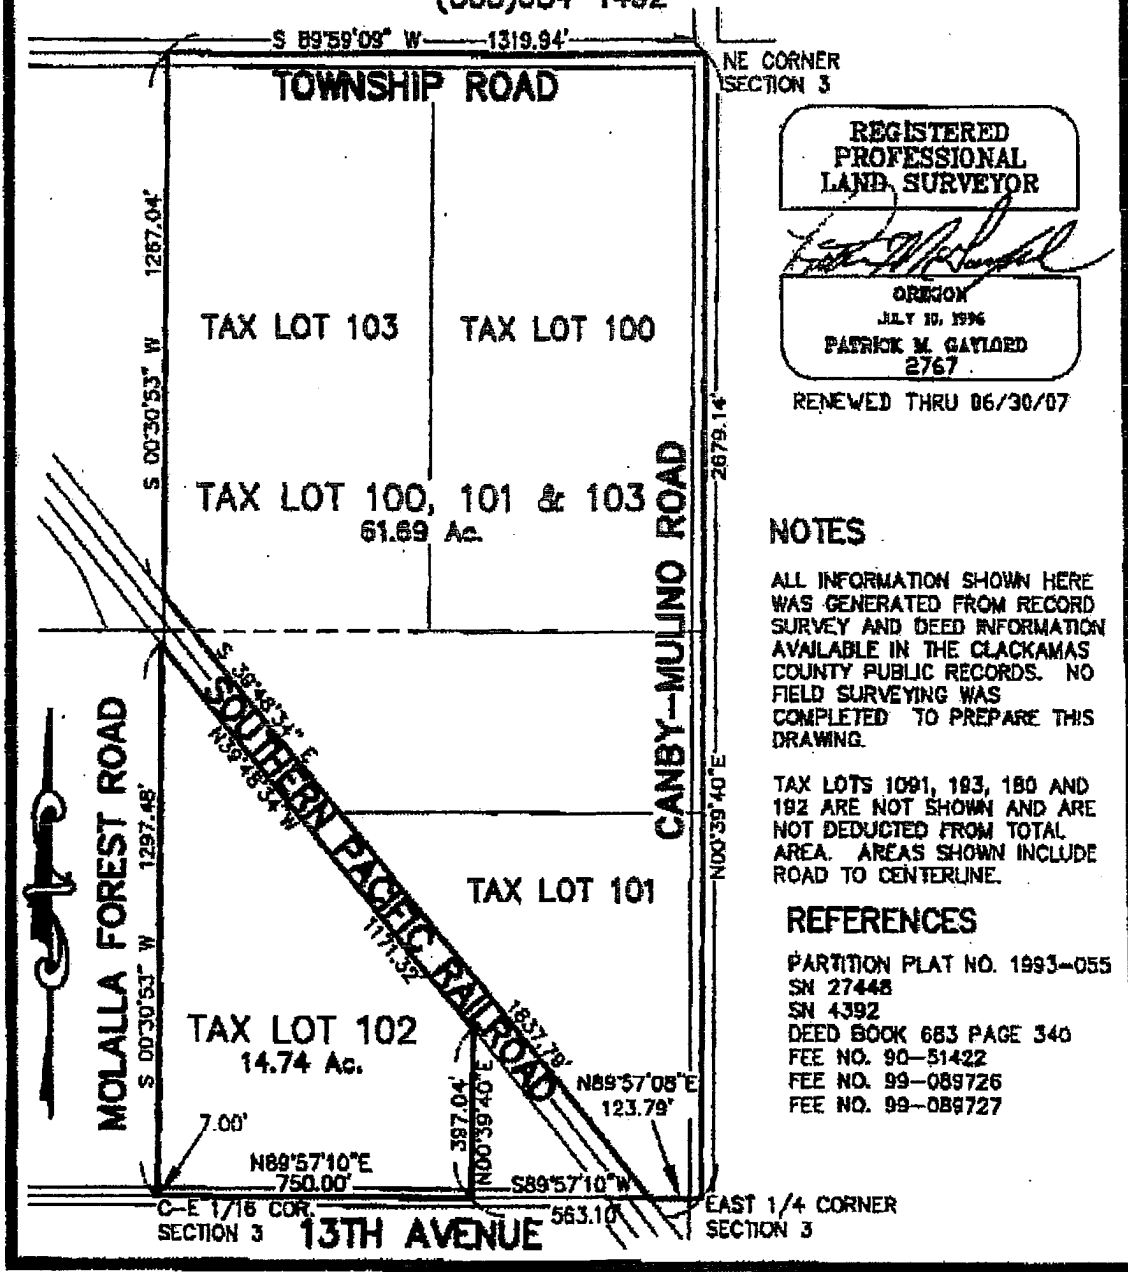 S 89°59'09" W 1319.94'
NE CORNER
SECTION 3
TOWNSHIP ROAD
REGISTERED
PROFESSIONAL
LAND SURVEYOR
OREGON
JULY 10, 1996
PATRICK M. GAYLORD
2767
RENEWED THRU 06/30/07
S 00°30'53" W 1267.04'
TAX LOT 103
TAX LOT 100
TAX LOT 100, 101 & 103
61.69 Ac.
CANBY-MULINO ROAD
2679.14'
N00°39'40"E
NOTES
ALL INFORMATION SHOWN HERE
WAS GENERATED FROM RECORD
SURVEY AND DEED INFORMATION
AVAILABLE IN THE CLACKAMAS
COUNTY PUBLIC RECORDS. NO
FIELD SURVEYING WAS
COMPLETED TO PREPARE THIS
DRAWING.
TAX LOTS 1091, 193, 180 AND
192 ARE NOT SHOWN AND ARE
NOT DEDUCTED FROM TOTAL
AREA. AREAS SHOWN INCLUDE
ROAD TO CENTERLINE.
REFERENCES
PARTITION PLAT NO. 1993-055
SN 27448
SN 4392
DEED BOOK 683 PAGE 340
FEE NO. 90-51422
FEE NO. 99-089726
FEE NO. 99-089727
S 39°48'34" E
SOUTHERN PACIFIC RAILROAD
N39°48'34"W
1171.32'
1837.79'
MOLALLA FOREST ROAD
S 00°30'53" W 1297.48'
TAX LOT 101
TAX LOT 102
14.74 Ac.
397.04'
N00°39'40"E
N89°57'08"E
123.79'
7.00'
N89°57'10"E
750.00'
S89°57'10"W
563.10'
C-E 1/16 COR.
SECTION 3
13TH AVENUE
EAST 1/4 CORNER
SECTION 3